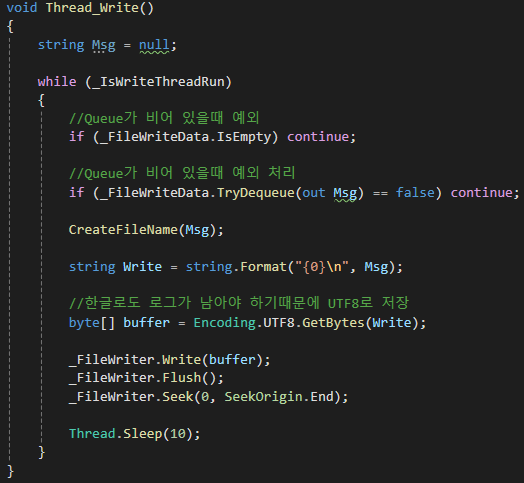 void Thread_Write()
{
    string Msg = null;

    while (_IsWriteThreadRun)
    {
        //Queue가 비어 있을때 예외
        if (_FileWriteData.IsEmpty) continue;

        //Queue가 비어 있을때 예외 처리
        if (_FileWriteData.TryDequeue(out Msg) == false) continue;

        CreateFileName(Msg);

        string Write = string.Format("{0}\n", Msg);

        //한글로도 로그가 남아야 하기때문에 UTF8로 저장
        byte[] buffer = Encoding.UTF8.GetBytes(Write);

        _FileWriter.Write(buffer);
        _FileWriter.Flush();
        _FileWriter.Seek(0, SeekOrigin.End);

        Thread.Sleep(10);
    }
}